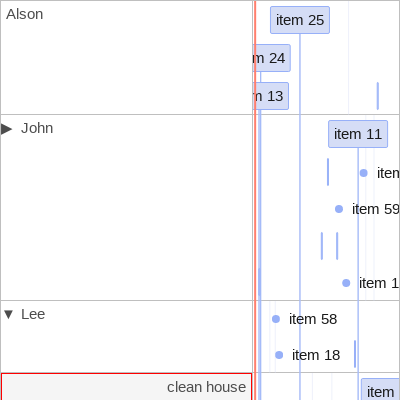 Alson
item 25
m 24
m 13
▶ John
item 11
item 59
item 1
▼ Lee
item 58
item 18
clean house
item